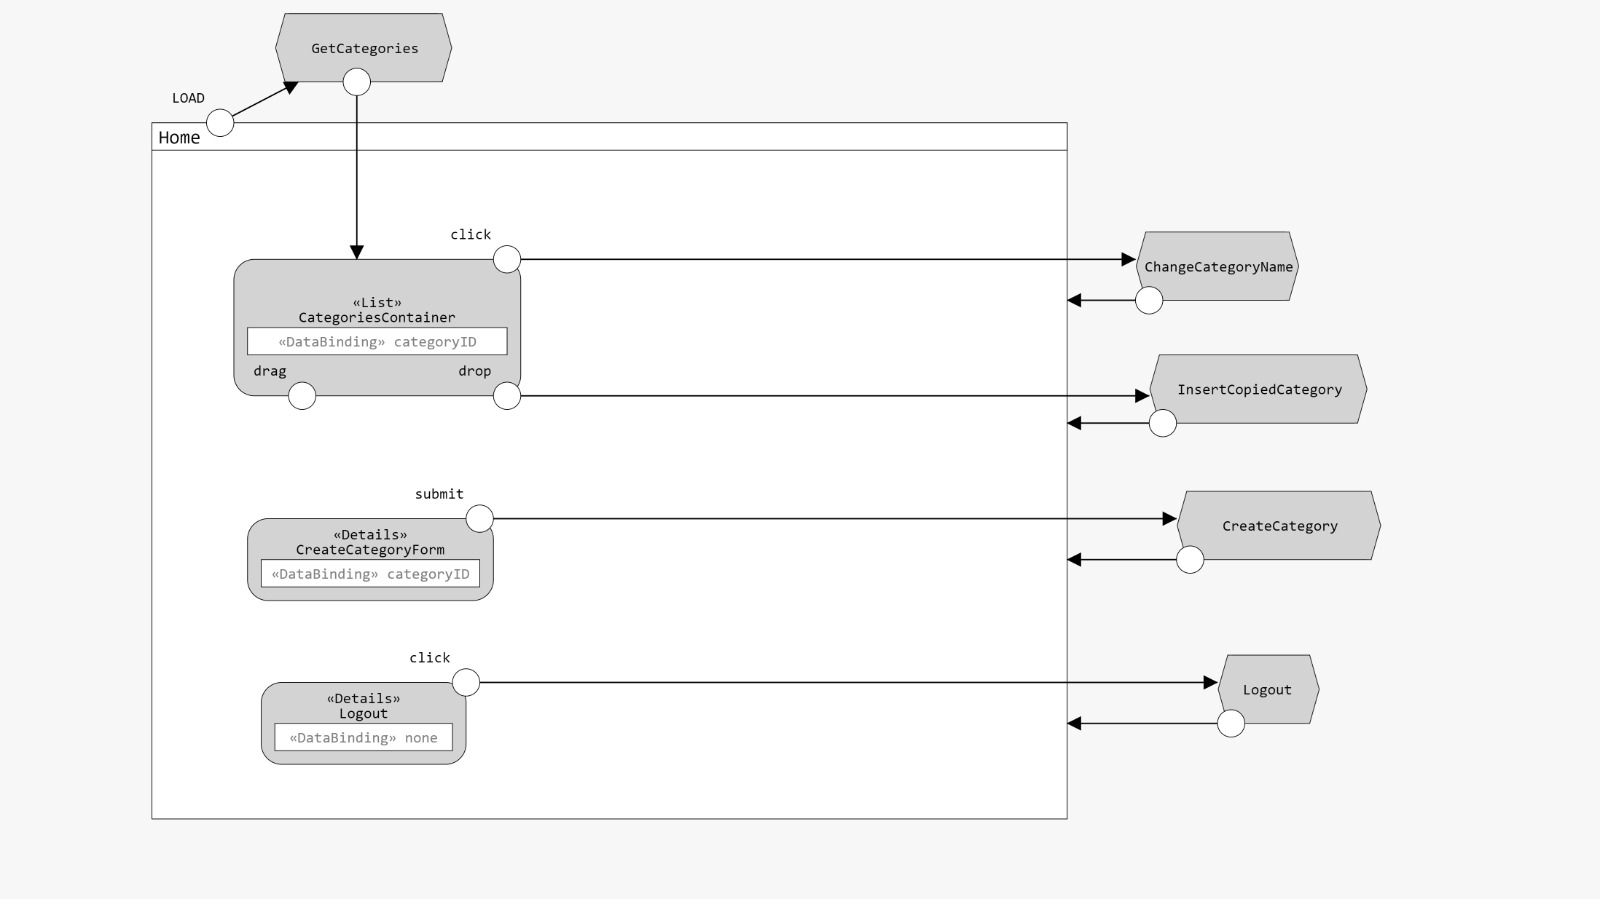 GetCategories
LOAD
Home
click
«List»
CategoriesContainer
«DataBinding» categoryID
drag
drop
ChangeCategoryName
InsertCopiedCategory
submit
«Details»
CreateCategoryForm
«DataBinding» categoryID
CreateCategory
click
«Details»
Logout
«DataBinding» none
Logout